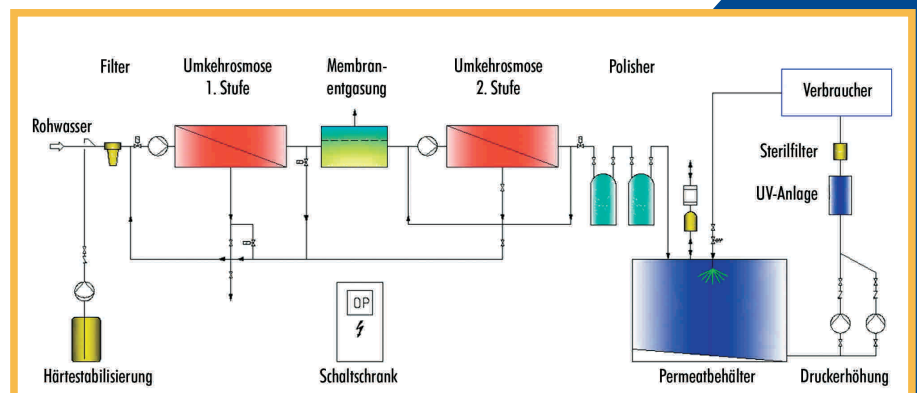 Filter
Umkehrosmose
1. Stufe
Membran-
entgasung
Umkehrosmose
2. Stufe
Polisher
Verbraucher
Rohwasser
Sterilfilter
UV-Anlage
OP
Härtestabilisierung
Schaltschrank
Permeatbehälter
Druckerhöhung